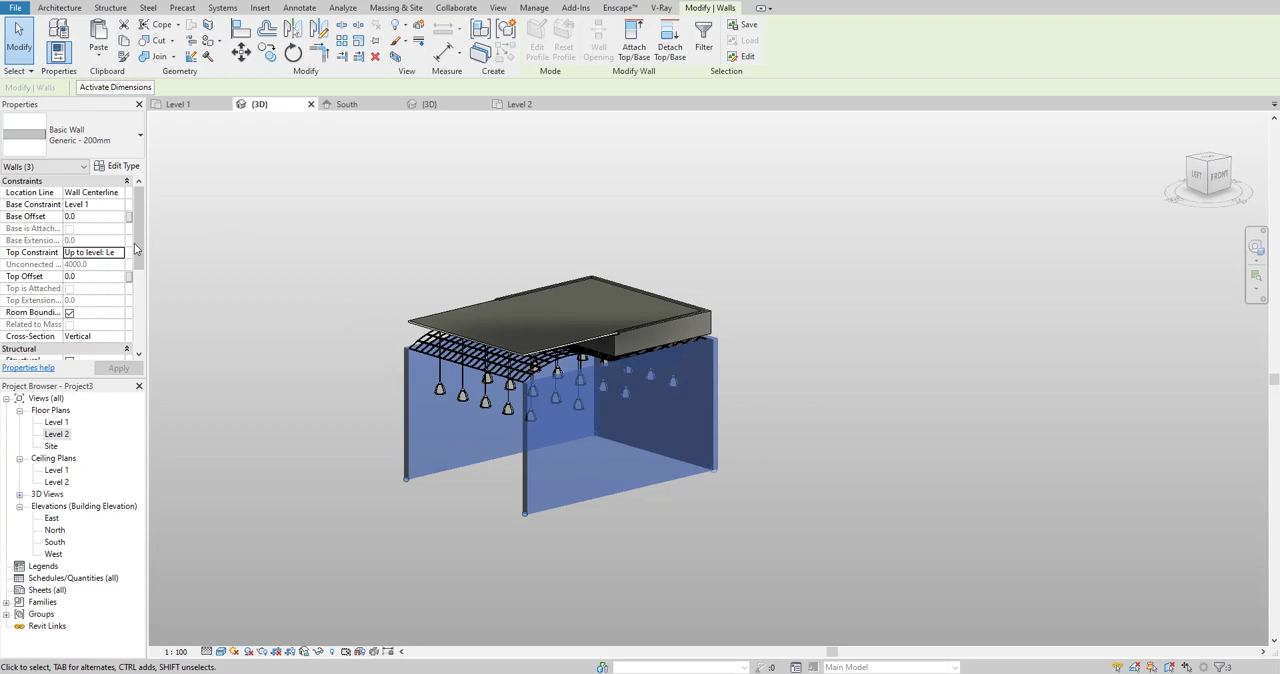 File Architecture Structure Steel Precast Systems Insert Annotate Analyze Massing & Site Collaborate View Manage Add-Ins Enscape™ V-Ray Modify | Walls
Modify
Paste
Cope
Cut
Join
Edit Profile
Reset Profile
Wall Opening
Attach Top/Base
Detach Top/Base
Filter
Save
Load
Edit
Select Properties Clipboard Geometry Modify View Measure Create Mode Modify Wall Selection
Modify | Walls Activate Dimensions
Properties
Level 1 {3D} South {3D} Level 2
Basic Wall
Generic - 200mm
Walls (3) Edit Type
Constraints
Location Line Wall Centerline
Base Constraint Level 1
Base Offset 0.0
Base is Attach...
Base Extensio... 0.0
Top Constraint Up to level: Le
Unconnected ... 4000.0
Top Offset 0.0
Top is Attached
Top Extension... 0.0
Room Boundi...
Related to Mass
Cross-Section Vertical
Structural
Properties help Apply
Project Browser - Project3
Views (all)
Floor Plans
Level 1
Level 2
Site
Ceiling Plans
Level 1
Level 2
3D Views
Elevations (Building Elevation)
East
North
South
West
Legends
Schedules/Quantities (all)
Sheets (all)
Families
Groups
Revit Links
LEFT FRONT
1 : 100
Click to select, TAB for alternates, CTRL adds, SHIFT unselects. :0 Main Model :3